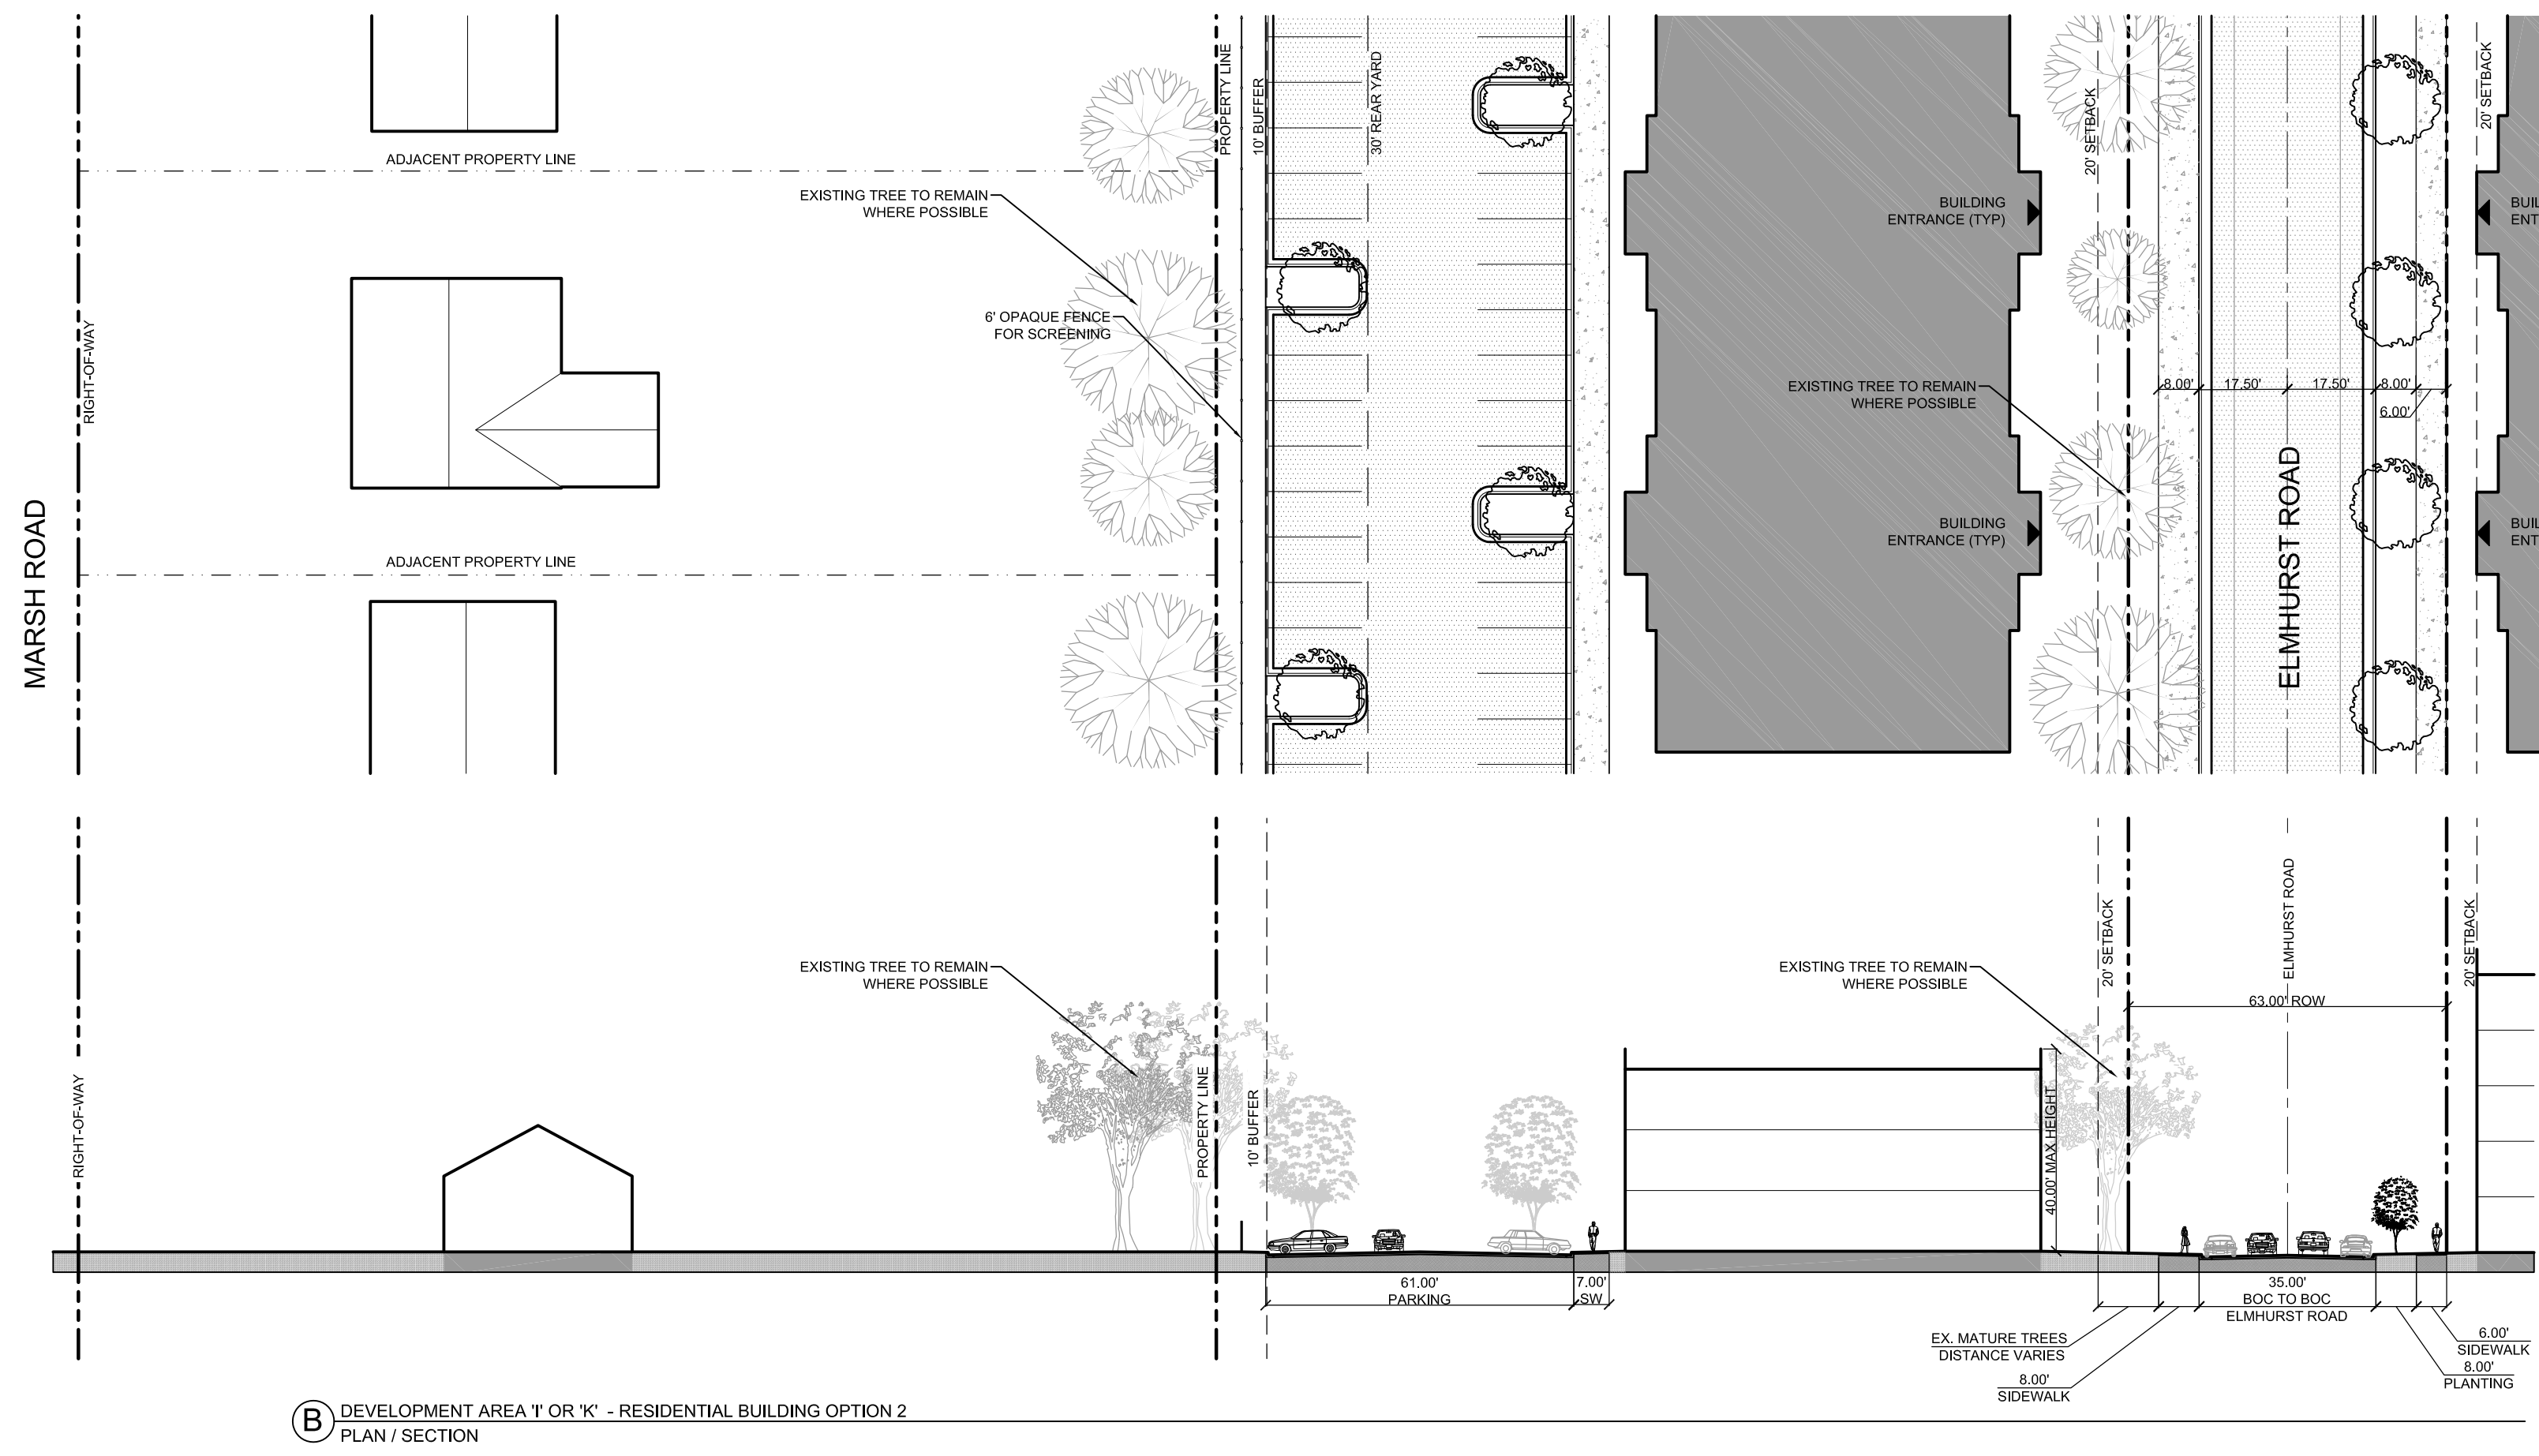 MARSH ROAD
RIGHT-OF-WAY
ADJACENT PROPERTY LINE
ADJACENT PROPERTY LINE
EXISTING TREE TO REMAIN
WHERE POSSIBLE
6' OPAQUE FENCE
FOR SCREENING
PROPERTY LINE
10' BUFFER
30' REAR YARD
BUILDING
ENTRANCE (TYP)
BUILDING
ENTRANCE (TYP)
20' SETBACK
EXISTING TREE TO REMAIN
WHERE POSSIBLE
8.00'
17.50'
17.50'
8.00'
6.00'
ELMHURST ROAD
20' SETBACK
BUIL
ENT
BUIL
ENT
RIGHT-OF-WAY
EXISTING TREE TO REMAIN
WHERE POSSIBLE
PROPERTY LINE
10' BUFFER
61.00'
PARKING
7.00'
SW
40.00' MAX HEIGHT
EXISTING TREE TO REMAIN
WHERE POSSIBLE
20' SETBACK
ELMHURST ROAD
63.00' ROW
20' SETBACK
35.00'
BOC TO BOC
ELMHURST ROAD
EX. MATURE TREES
DISTANCE VARIES
8.00'
SIDEWALK
6.00'
SIDEWALK
8.00'
PLANTING
B
DEVELOPMENT AREA 'I' OR 'K' - RESIDENTIAL BUILDING OPTION 2
PLAN / SECTION